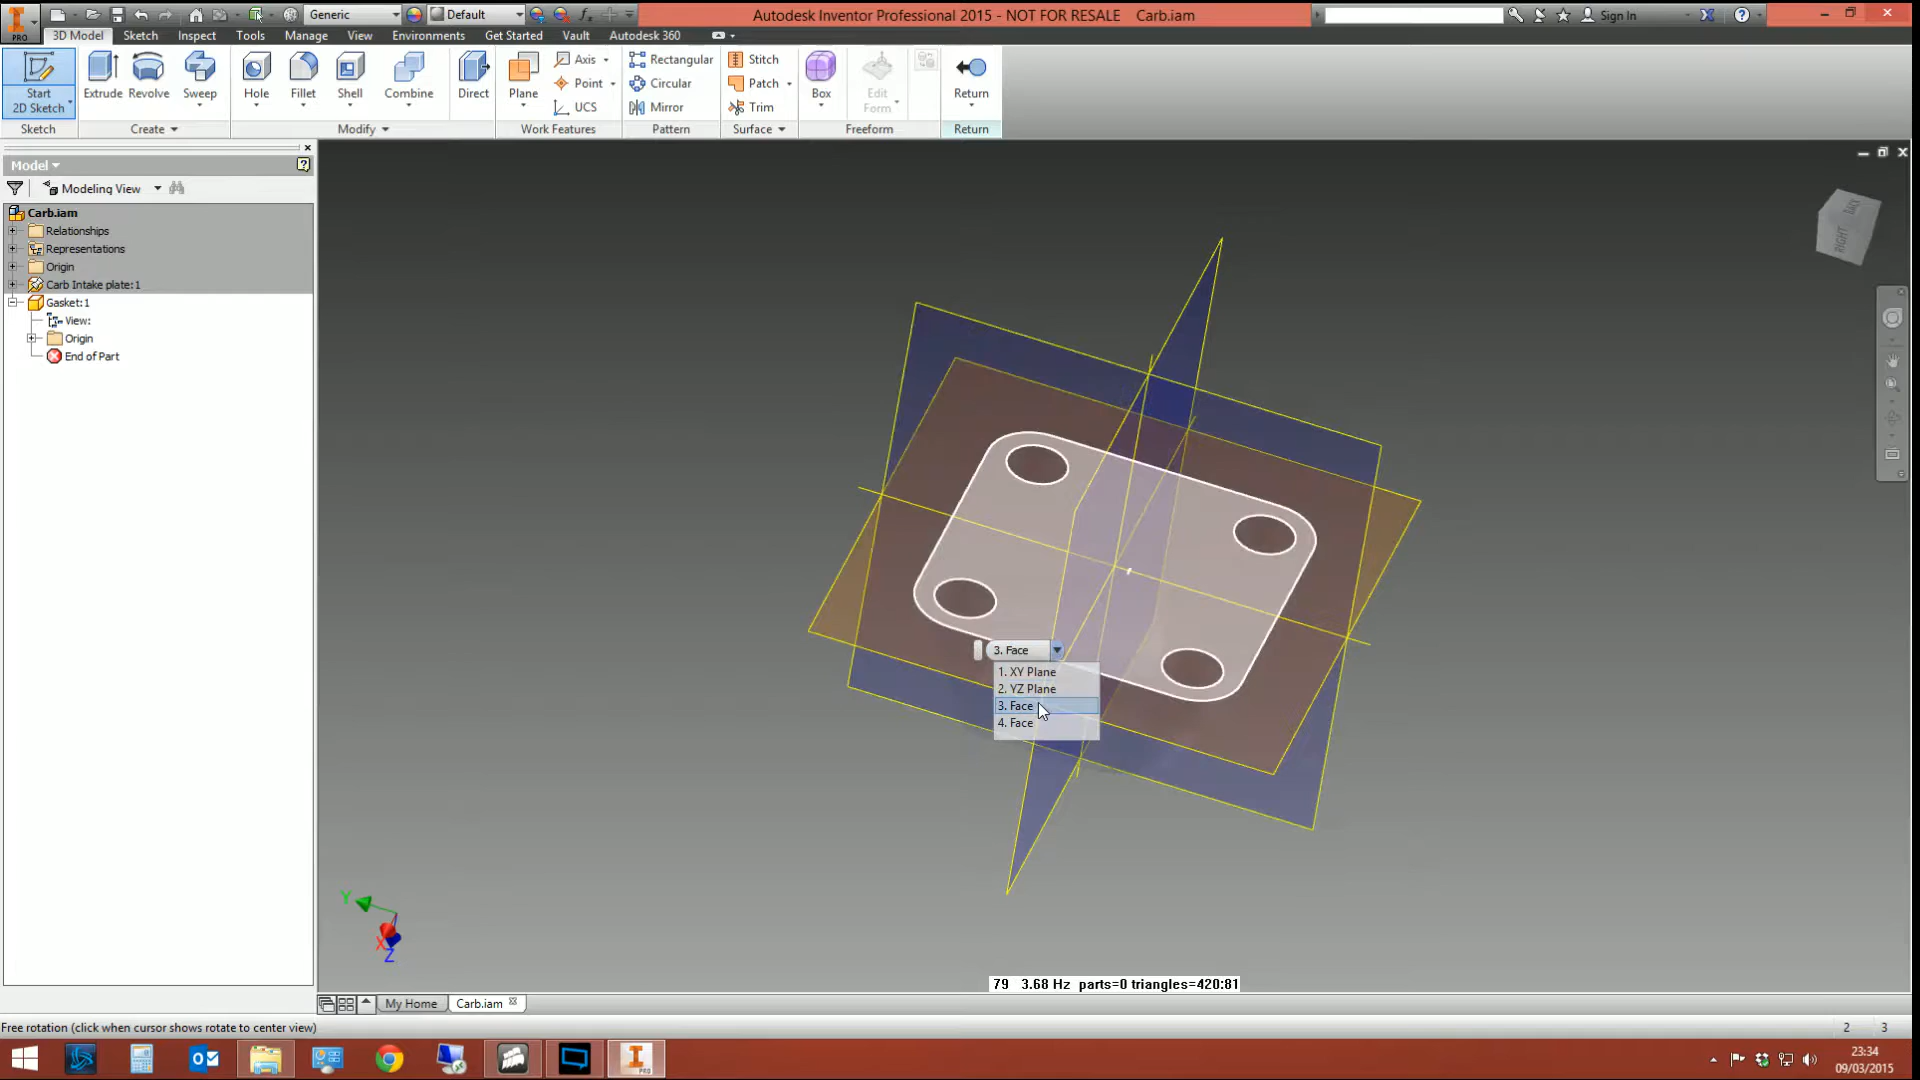 Generic
Default
Autodesk Inventor Professional 2015 - NOT FOR RESALE Carb.iam
Sign In
PRO
3D Model
Sketch
Inspect
Tools
Manage
View
Environments
Get Started
Vault
Autodesk 360
Start
2D Sketch
Extrude
Revolve
Sweep
Hole
Fillet
Shell
Combine
Direct
Plane
Axis
Point
UCS
Rectangular
Circular
Mirror
Stitch
Patch
Trim
Box
Edit
Form
Return
Sketch
Create
Modify
Work Features
Pattern
Surface
Freeform
Return
Model
Modeling View
Carb.iam
Relationships
Representations
Origin
Carb Intake plate:1
Gasket:1
View:
Origin
End of Part
BACK
RIGHT
3. Face
1. XY Plane
2. YZ Plane
3. Face
4. Face
Y
X
Z
79 3.68 Hz parts=0 triangles=420:81
My Home
Carb.iam
Free rotation (click when cursor shows rotate to center view)
2
3
PRO
23:34
09/03/2015